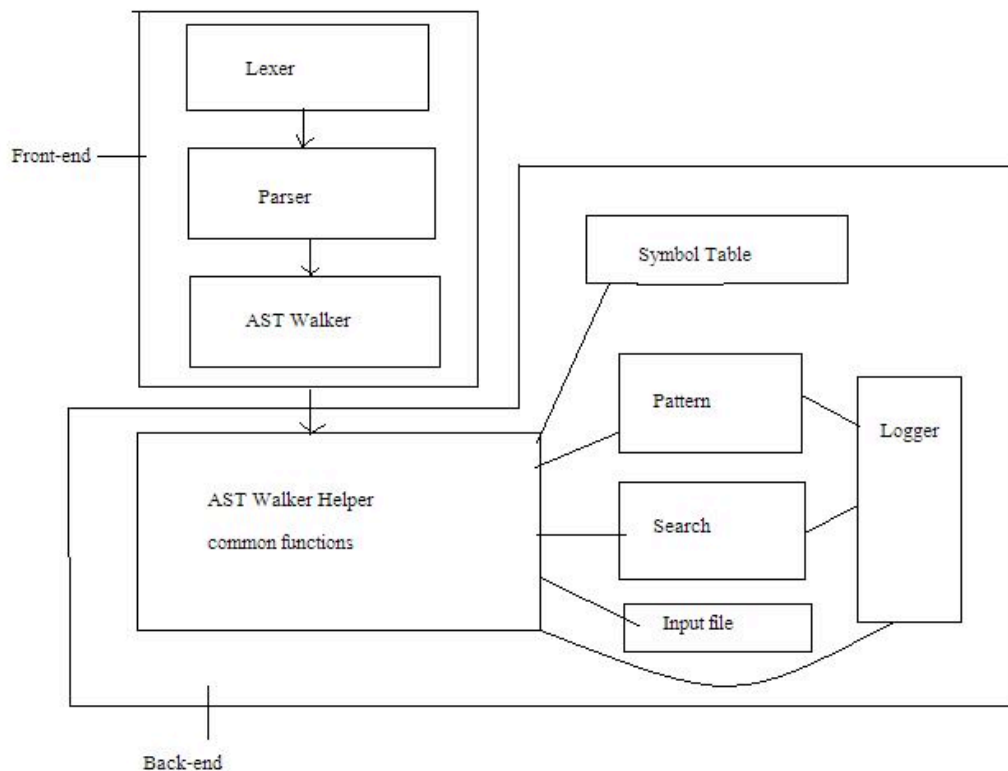 Lexer
Front-end
Parser
AST Walker
Symbol Table
Pattern
Logger
AST Walker Helper
common functions
Search
Input file
Back-end